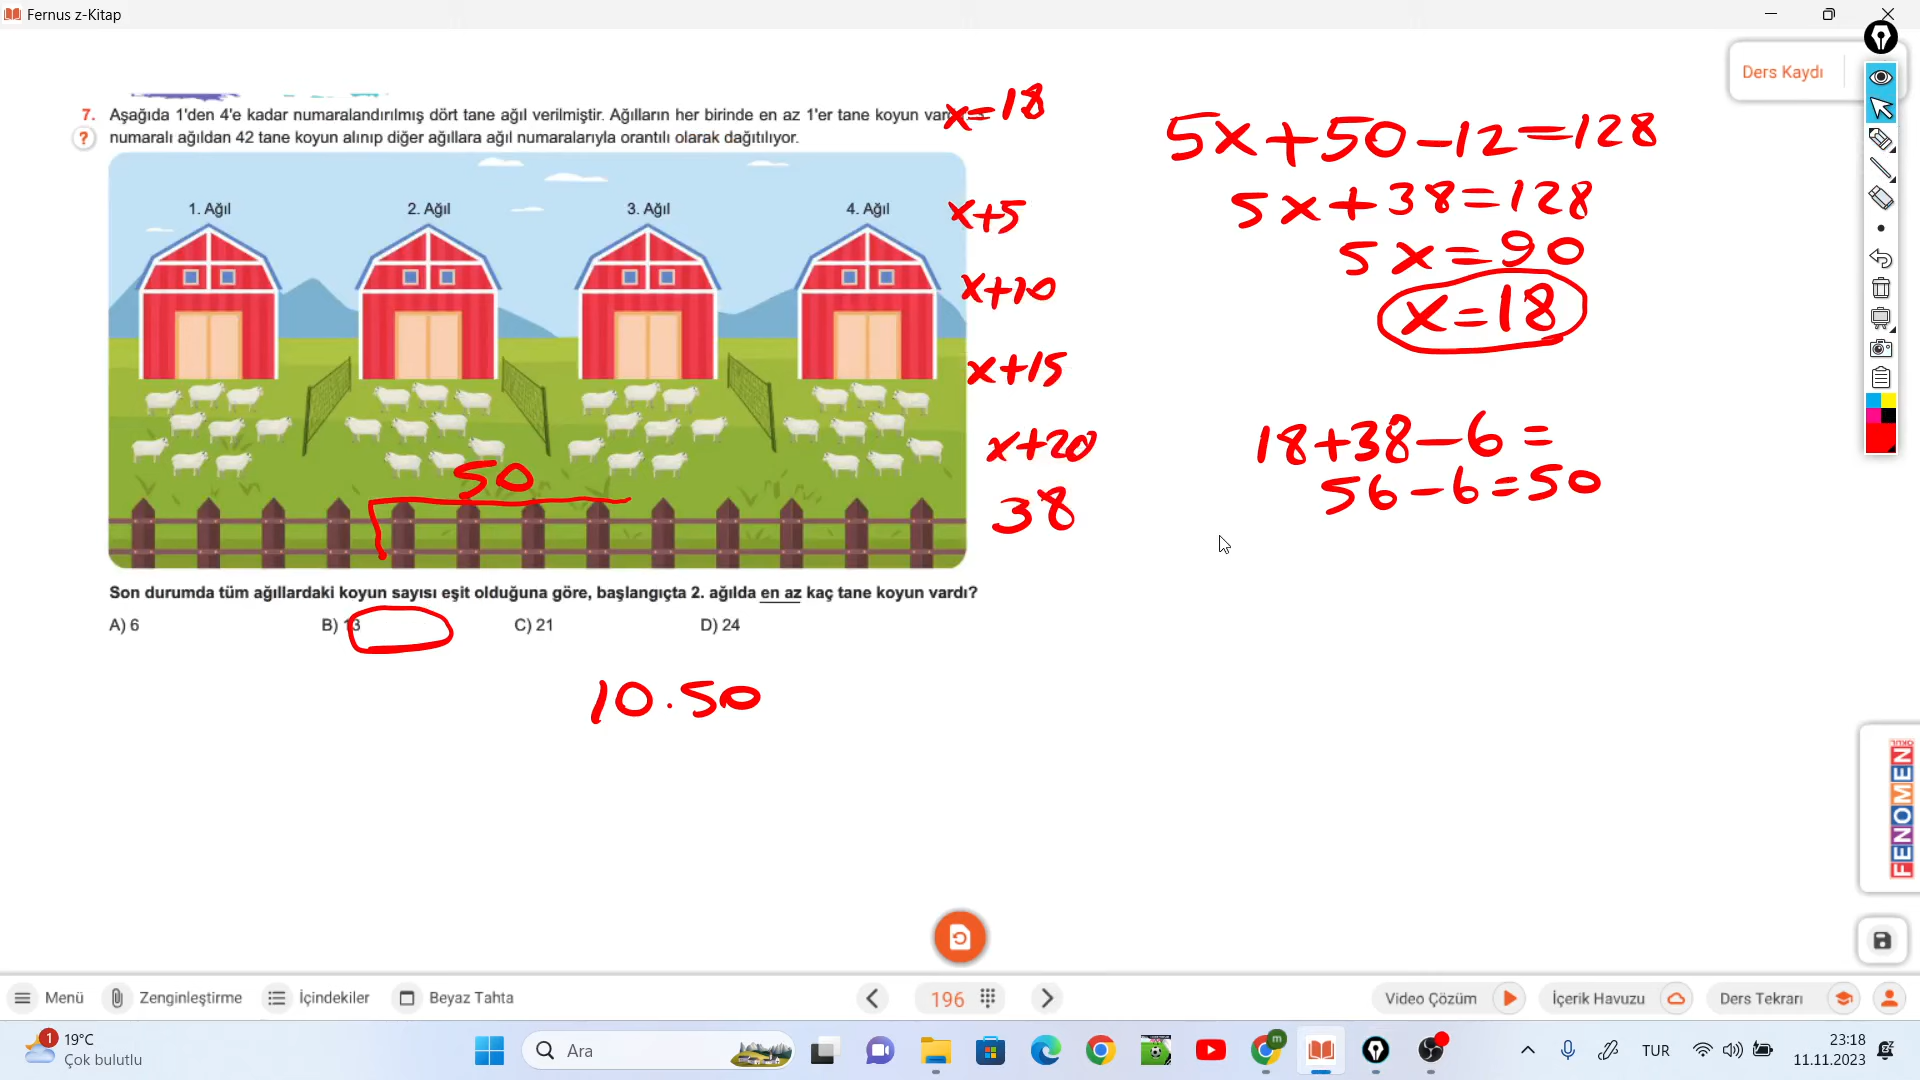 Fernus z-Kitap
Ders Kaydı
7. Aşağıda 1'den 4'e kadar numaralandırılmış dört tane ağıl verilmiştir. Ağılların her birinde en az 1'er tane koyun var
? numaralı ağıldan 42 tane koyun alınıp diğer ağıllara ağıl numaralarıyla orantılı olarak dağıtılıyor.
1. Ağıl 2. Ağıl 3. Ağıl 4. Ağıl
50
Son durumda tüm ağıllardaki koyun sayısı eşit olduğuna göre, başlangıçta 2. ağılda en az kaç tane koyun vardı?
A) 6 B) 13 C) 21 D) 24
10.50
x=18
x+5
x+10
x+15
x+20
38
5x+50-12=128
5x+38=128
5x=90
x=18
18+38-6=
56-6=50
FENOMEN
OKUL
Menü Zenginleştirme İçindekiler Beyaz Tahta 196 Video Çözüm İçerik Havuzu Ders Tekrarı
1 19°C
Çok bulutlu
Ara
m
TUR
23:18
11.11.2023